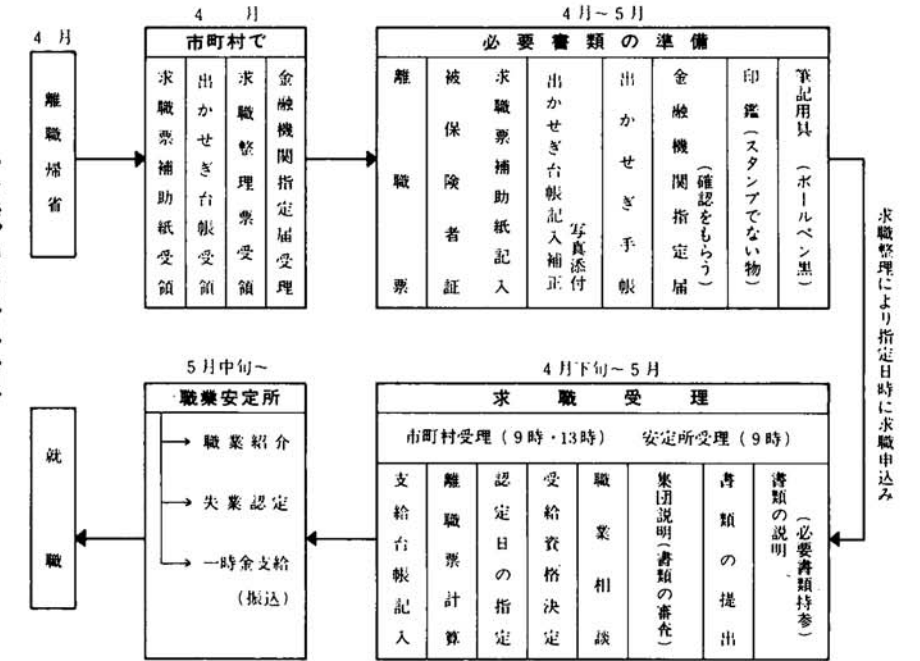 4月
離職帰省
4月
市町村で
求職票補助紙受領
出かせぎ台帳受領
求職整理票受領
金融機関指定届受理
4月～5月
必要書類の準備
離職票
被保険者証
求職票補助紙記入
出かせぎ台帳記入補正
写真添付
出かせぎ手帳
金融機関指定届
(確認をもらう)
印鑑(スタンプでない物)
筆記用具(ボールペン黒)
求職整理により指定日時に求職申込み
4月下旬～5月
求職受理
市町村受理(9時・13時) 安定所受理(9時)
書類の説明
(必要書類持参)
書類の提出
集団説明(書類の審査)
職業相談
受給資格決定
認定日の指定
離職票計算
支給台帳記入
5月中旬～
職業安定所
職業紹介
失業認定
一時金支給
(振込)
就職